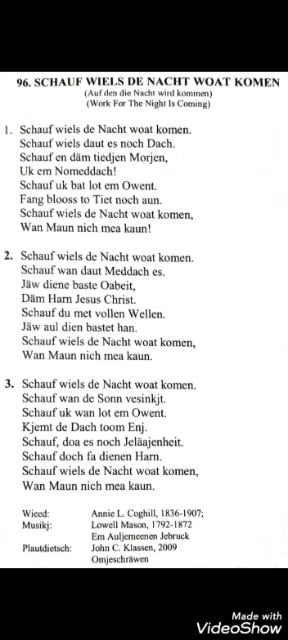 96. SCHAUF WIELS DE NACHT WOAT KOMEN
(Auf den die Nacht wird kommen)
(Work For The Night Is Coming)
1. Schauf wiels de Nacht woat komen.
Schauf wiels daut es noch Dach.
Schauf en däm tiedjen Morjen,
Uk em Nomeddach!
Schauf uk bat lot em Owent.
Fang blooss to Tiet noch aun.
Schauf wiels de Nacht woat komen,
Wan Maun nich mea kaun!
2. Schauf wiels de Nacht woat komen.
Schauf wan daut Meddach es.
Jäw diene baste Oabeit,
Däm Harn Jesus Christ.
Schauf du met vollen Wellen.
Jäw aul dien bastet han.
Schauf wiels de Nacht woat komen,
Wan Maun nich mea kaun.
3. Schauf wiels de Nacht woat komen.
Schauf wan de Sonn vesinkjt.
Schauf uk wan lot em Owent.
Kjemt de Dach toom Enj.
Schauf, doa es noch Jeläajenheit.
Schauf doch fa dienen Harn.
Schauf wiels de Nacht woat komen,
Wan Maun nich mea kaun.
Wieed: Annie L. Coghill, 1836-1907;
Musikj: Lowell Mason, 1792-1872
Em Auljemeenen Jebruck
Plautdietsch: John C. Klassen, 2009
Omjeschräwen
Made with
VideoShow